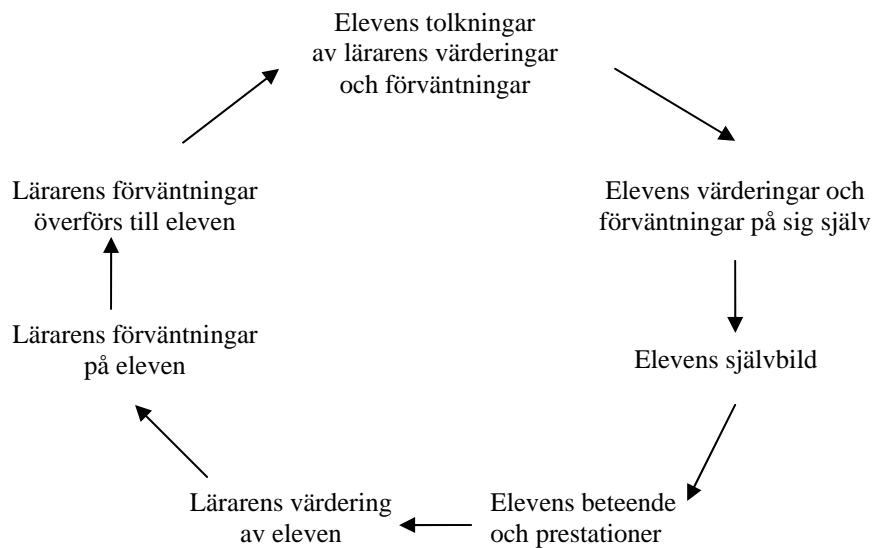 Elevens tolkningar
av lärarens värderingar
och förväntningar
Elevens värderingar och
förväntningar på sig själv
Elevens självbild
Elevens beteende
och prestationer
Lärarens värdering
av eleven
Lärarens förväntningar
på eleven
Lärarens förväntningar
överförs till eleven